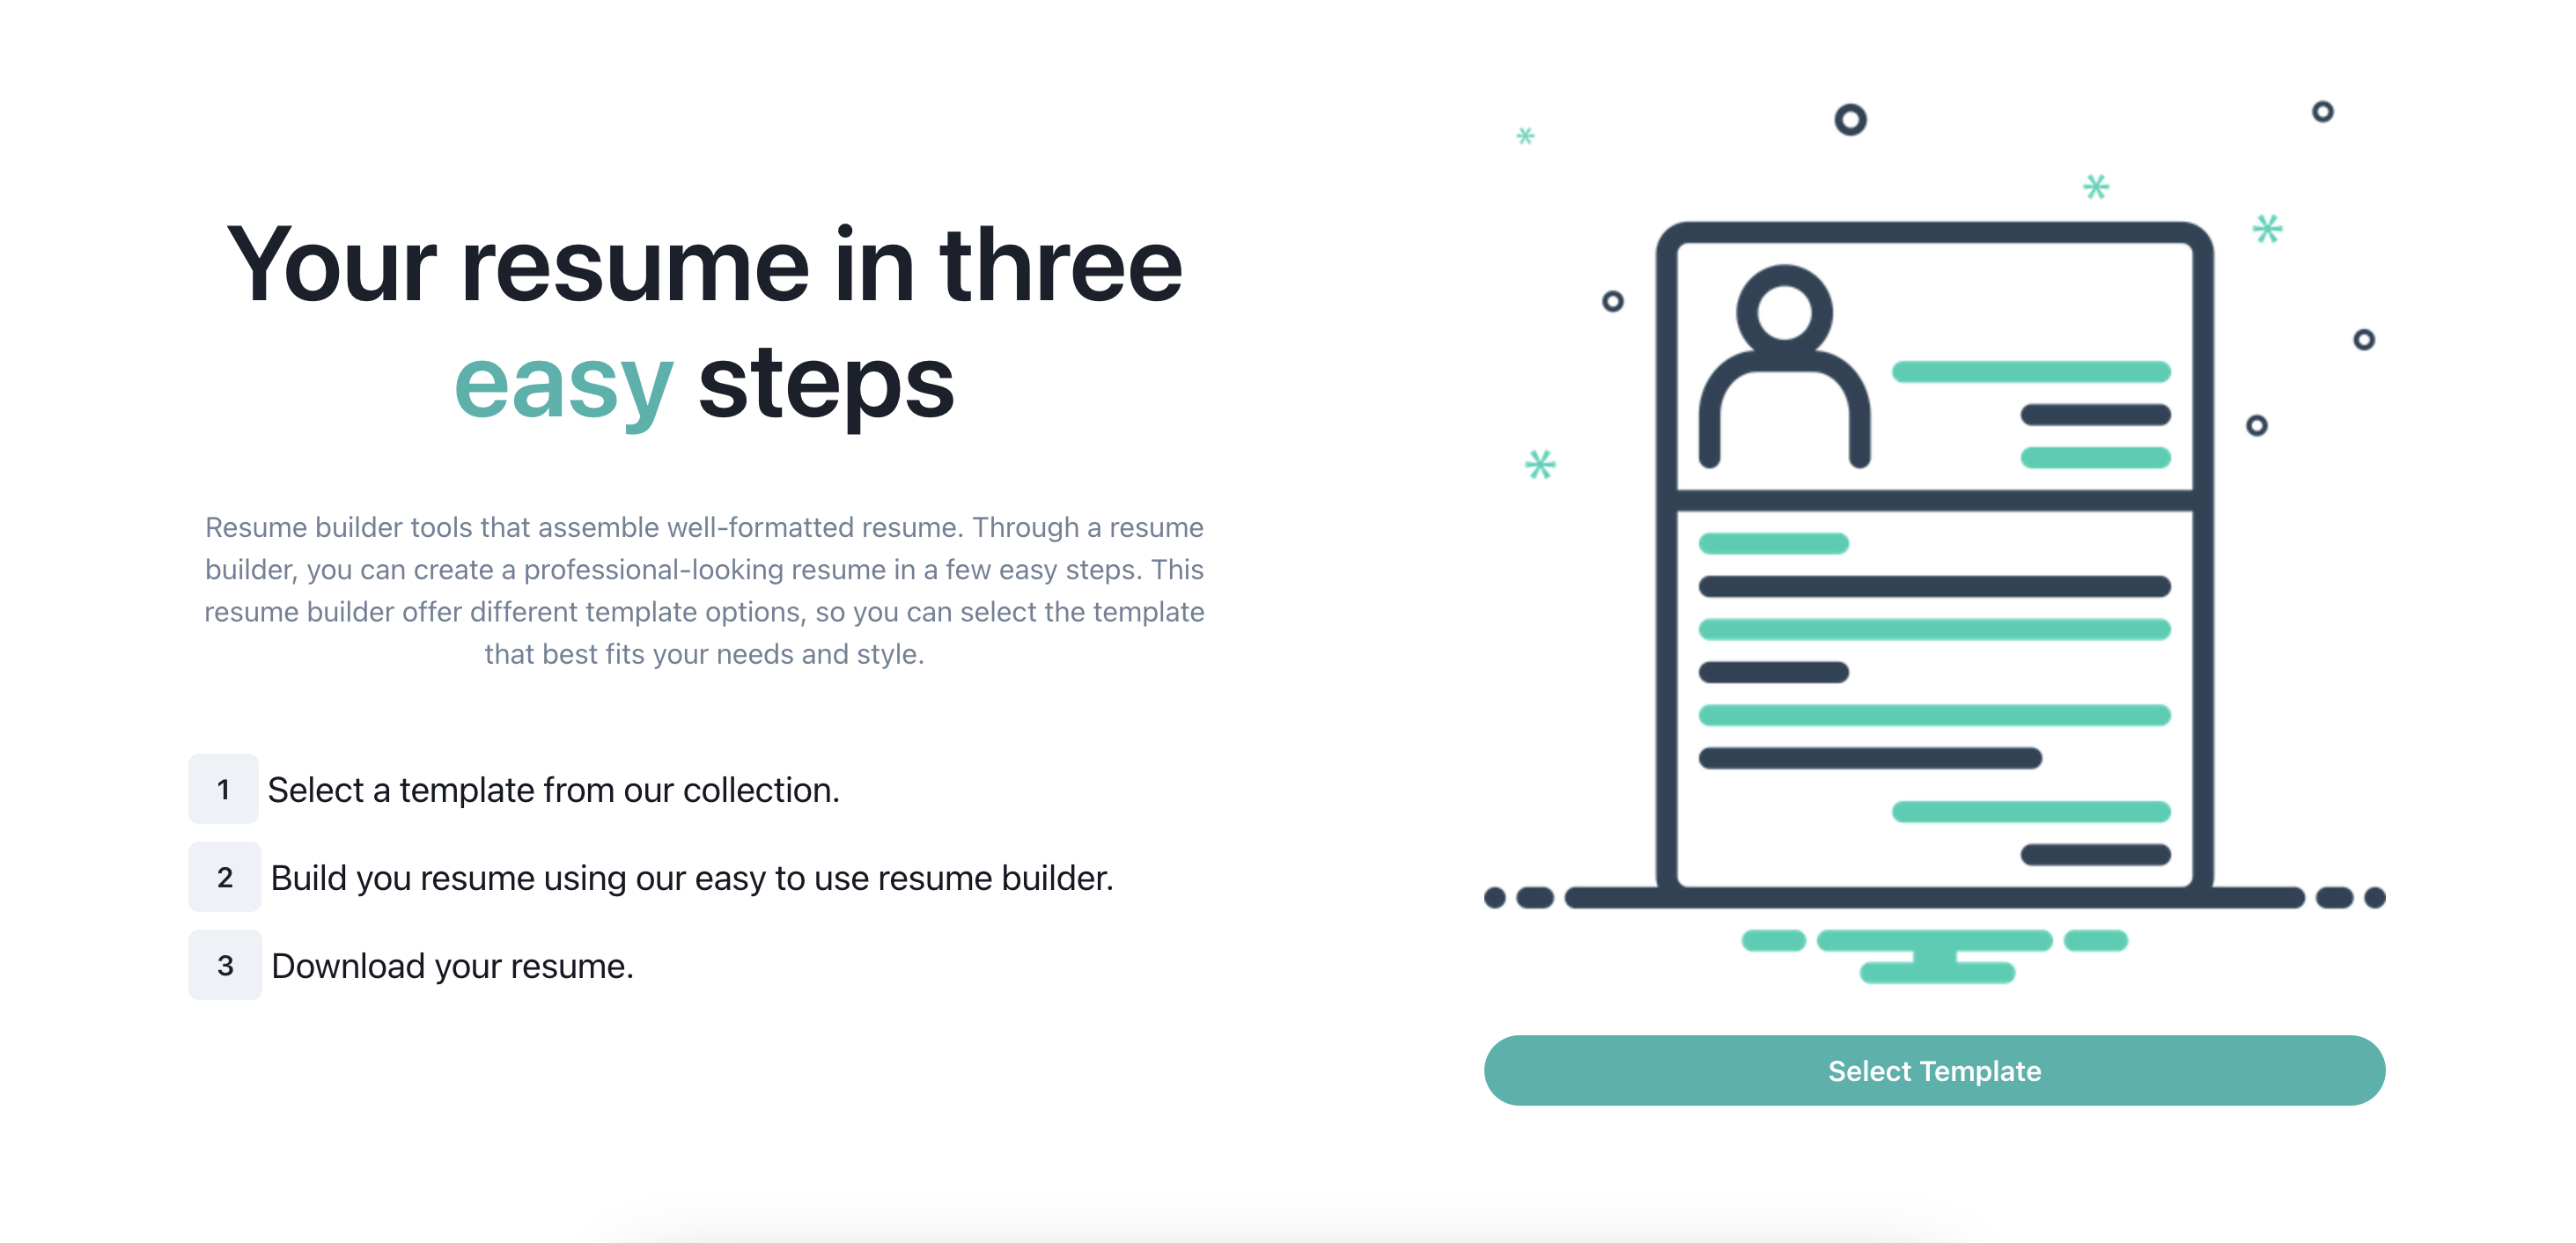 Your resume in three
easy steps
Resume builder tools that assemble well-formatted resume. Through a resume
builder, you can create a professional-looking resume in a few easy steps. This
resume builder offer different template options, so you can select the template
that best fits your needs and style.
1 Select a template from our collection.
2 Build you resume using our easy to use resume builder.
3 Download your resume.
Select Template